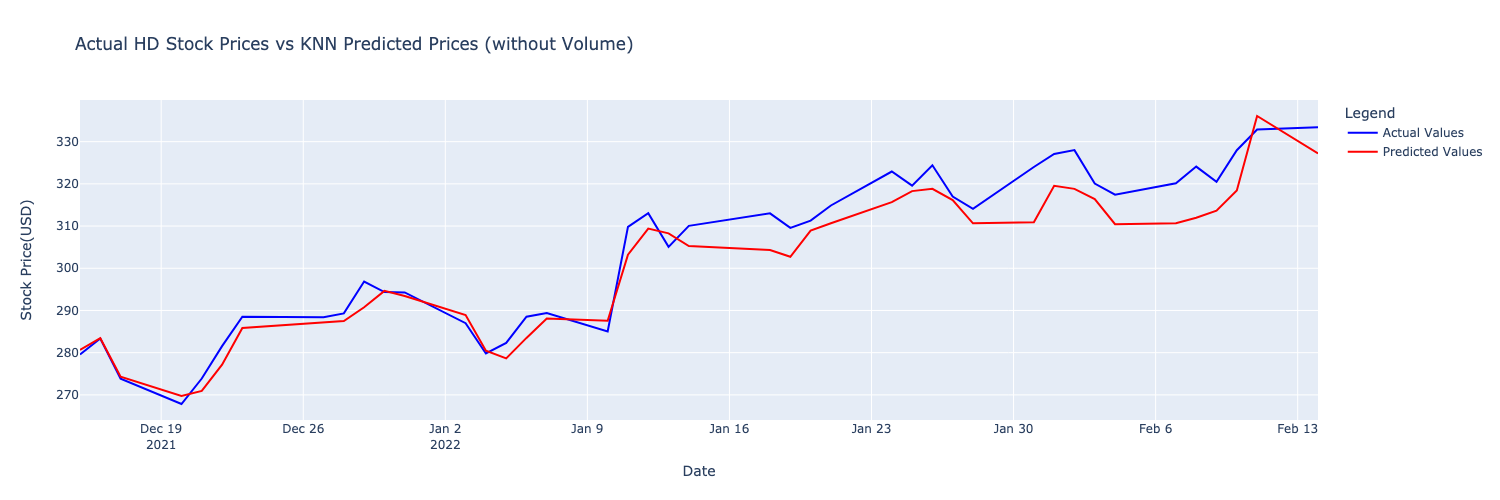 Actual HD Stock Prices vs KNN Predicted Prices (without Volume)
Legend
Actual Values
Predicted Values
Stock Price(USD)
330
320
310
300
290
280
270
Dec 19
2021
Dec 26
Jan 2
2022
Jan 9
Jan 16
Jan 23
Jan 30
Feb 6
Feb 13
Date